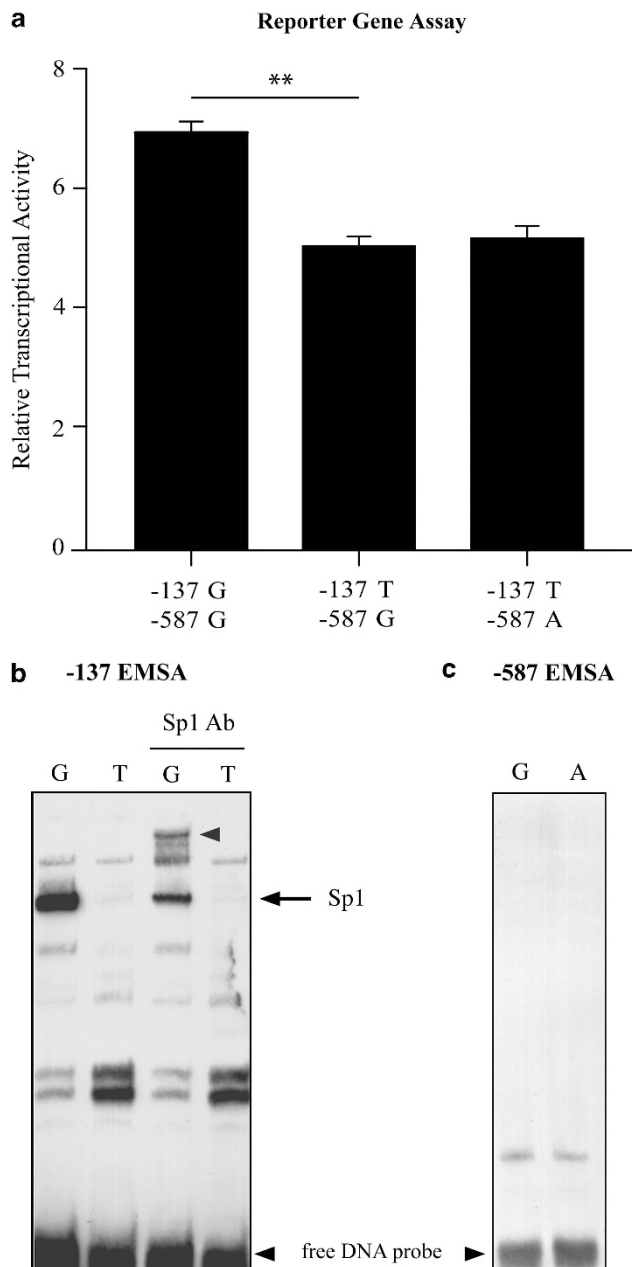 a
Reporter Gene Assay
Relative Transcriptional Activity
8
6
4
2
0
**
-137 G
-587 G
-137 T
-587 G
-137 T
-587 A
b -137 EMSA
Sp1 Ab
G T G T
Sp1
c -587 EMSA
G A
free DNA probe